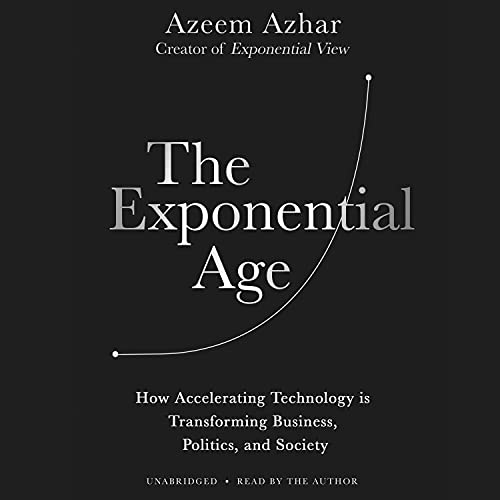 Azeem Azhar
Creator of Exponential View
The
Exponential
Age
How Accelerating Technology is
Transforming Business,
Politics, and Society
UNABRIDGED • READ BY THE AUTHOR